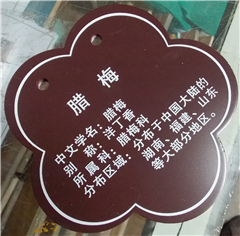 腊梅
中文学名：腊梅
别称：洋丁香
所属科：腊梅科
分布区域：分布于中国大陆的
湖南、福建、山东
等大部分地区。